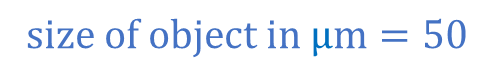 size of object in μm = 50